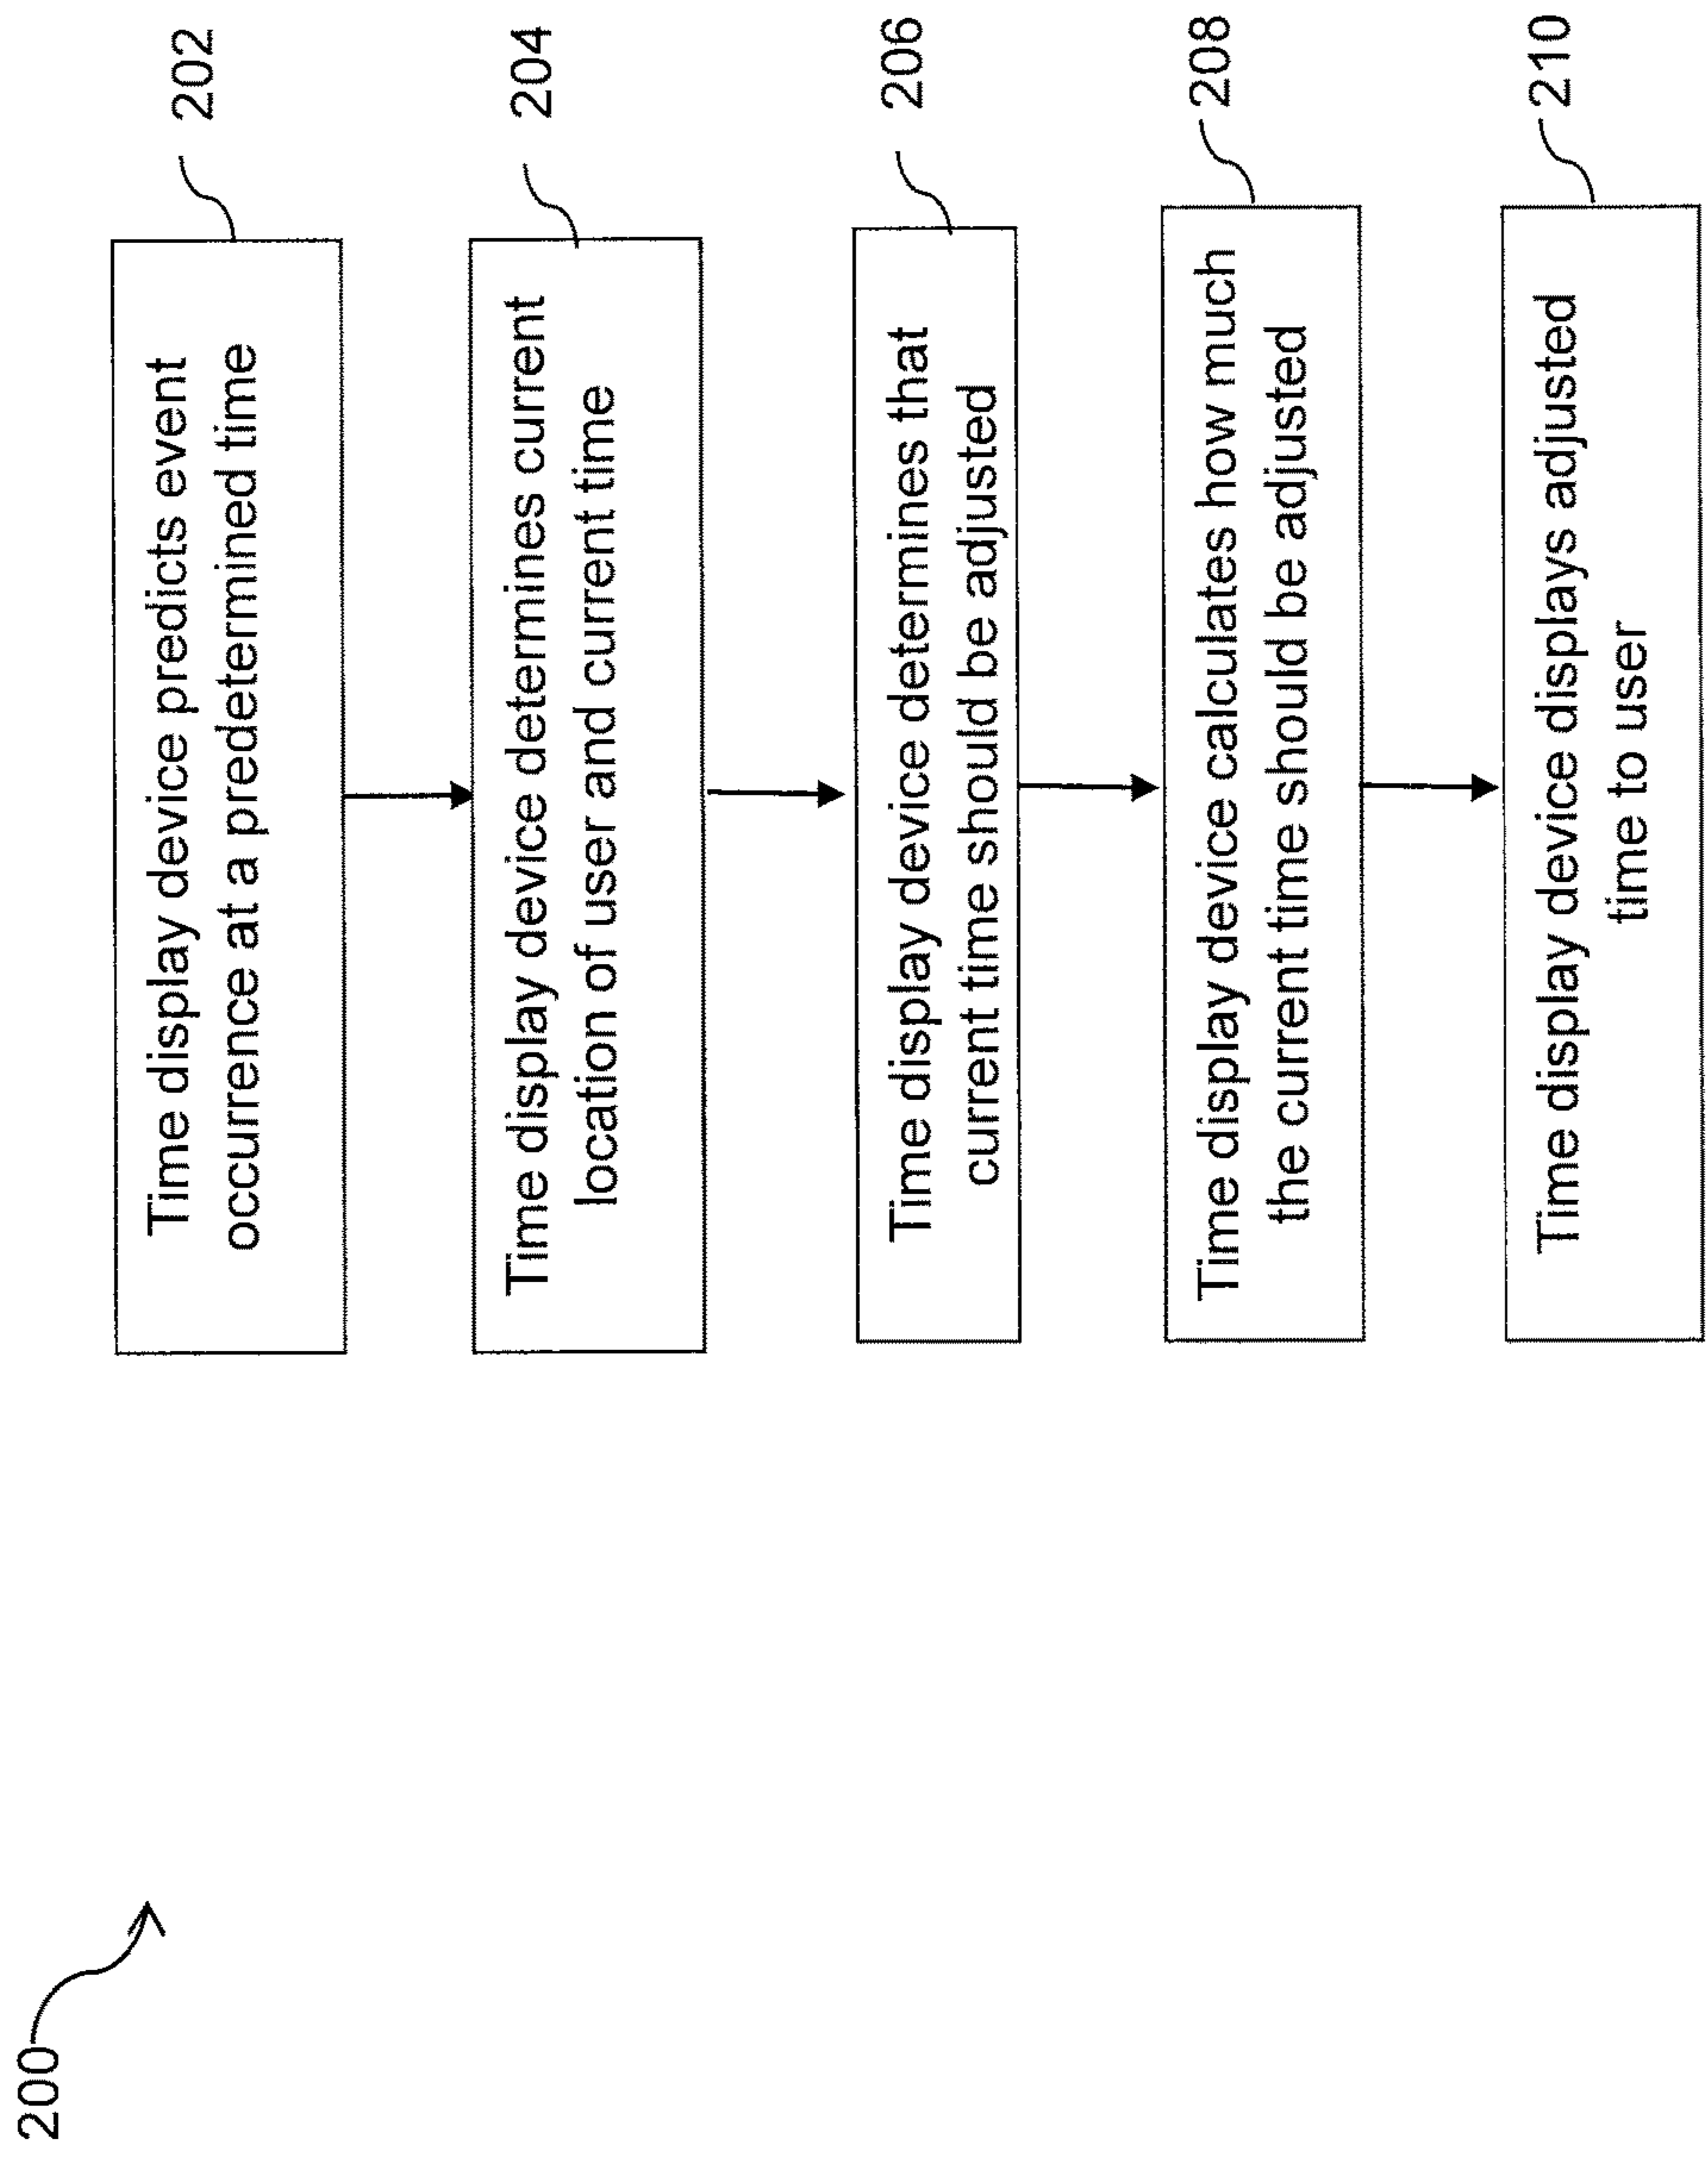 200
Time display device predicts event
occurrence at a predetermined time
202
Time display device determines current
location of user and current time
204
Time display device determines that
current time should be adjusted
206
Time display device calculates how much
the current time should be adjusted
208
Time display device displays adjusted
time to user
210